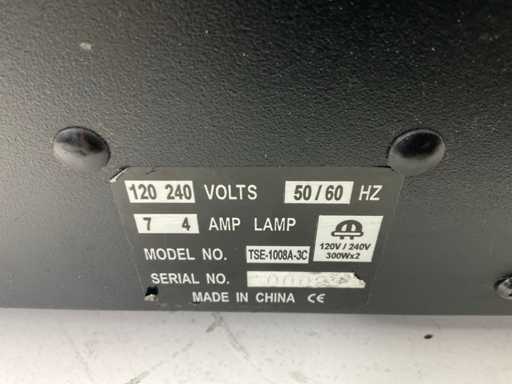 120 240 VOLTS 50/60 HZ
7 4 AMP LAMP
120V/240V
300Wx2
MODEL NO. TSE-1008A-3C
SERIAL NO.
MADE IN CHINA CE